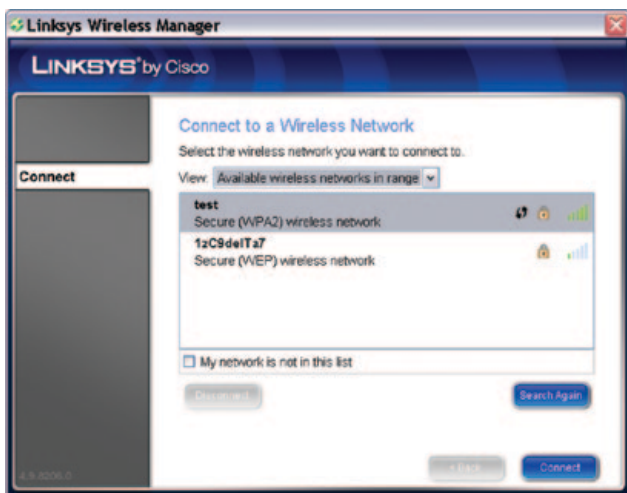 Linksys Wireless Manager
LINKSYS® by Cisco
Connect to a Wireless Network
Select the wireless network you want to connect to.
Connect
View: Available wireless networks in range
test
Secure (WPA2) wireless network
1zC9delTa7
Secure (WEP) wireless network
My network is not in this list
Disconnect
Search Again
< Back
Connect